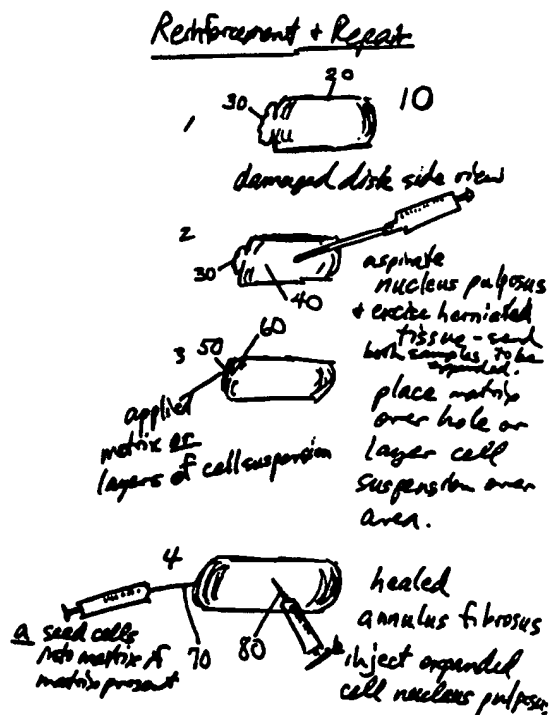 Reinforcement + Repair
20
30
10
1
damaged disk side view
2
30
40
aspirate
nucleus pulposus
+ excise herniated
tissue - send
both samples to be
expanded.
place matrix
over hole or
layer cell
suspension over
area.
60
3 50
applied
matrix or
layers of cell suspension
4
70
80
a seed cells
into matrix if
matrix present
healed
annulus fibrosus
inject expanded
cell nucleus pulposus